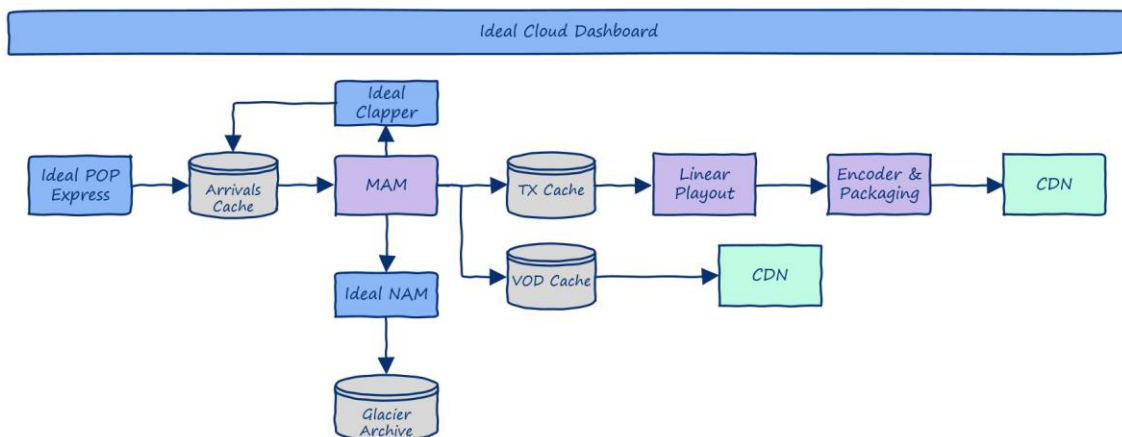 Ideal Cloud Dashboard
Ideal
Clapper
Ideal POP
Express
Arrivals
Cache
MAM
TX Cache
Linear
Playout
Encoder &
Packaging
CDN
Ideal NAM
VOD Cache
CDN
Glacier
Archive